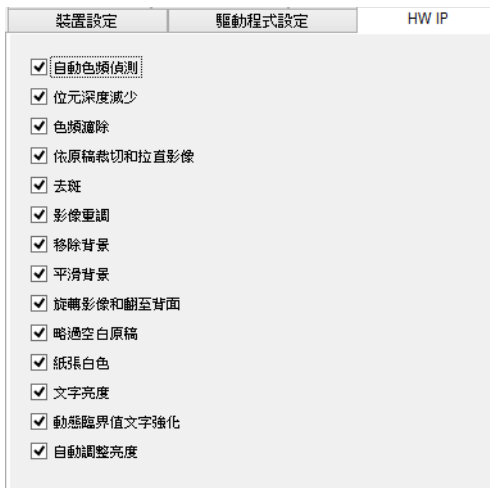 裝置設定 驅動程式設定 HW IP
自動色頻偵測
位元深度減少
色頻濾除
依原稿裁切和拉直影像
去斑
影像重調
移除背景
平滑背景
旋轉影像和翻至背面
略過空白原稿
紙張白色
文字亮度
動態臨界值文字強化
自動調整亮度